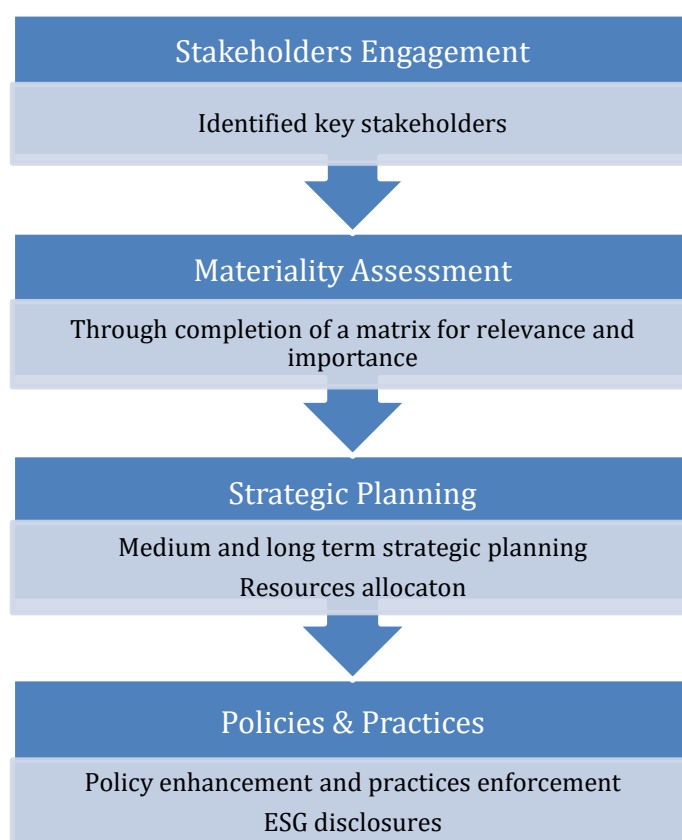 Stakeholders Engagement
Identified key stakeholders
Materiality Assessment
Through completion of a matrix for relevance and
importance
Strategic Planning
Medium and long term strategic planning
Resources allocaton
Policies & Practices
Policy enhancement and practices enforcement
ESG disclosures